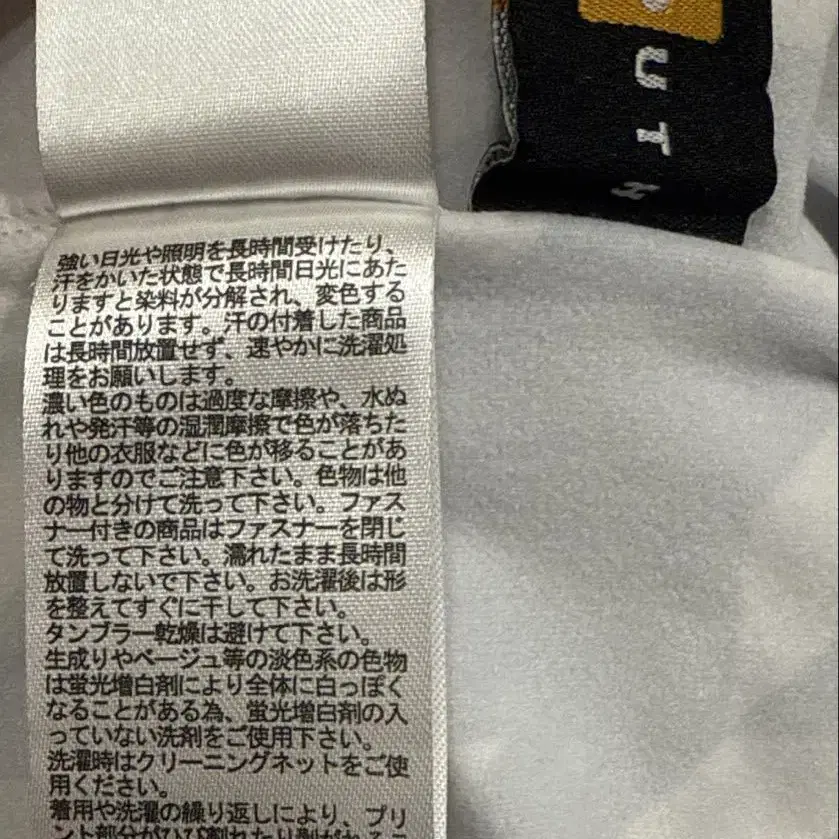 UTH
強い日光や照明を長時間受けたり、
汗をかいた状態で長時間日光にあた
りますと染料が分解され、変色する
ことがあります。汗の付着した商品
は長時間放置せず、速やかに洗濯処
理をお願いします。
濃い色のものは過度な摩擦や、水ぬ
れや発汗等の湿潤摩擦で色が落ちた
り他の衣服などに色が移ることがあ
りますのでご注意下さい。色物は他
の物と分けて洗って下さい。ファス
ナー付きの商品はファスナーを閉じ
て洗って下さい。濡れたまま長時間
放置しないで下さい。お洗濯後は形
を整えてすぐに干して下さい。
タンブラー乾燥は避けて下さい。
生成りやベージュ等の淡色系の色物
は蛍光増白剤により全体に白っぽく
なることがある為、蛍光増白剤の入
っていない洗剤をご使用下さい。
洗濯時はクリーニングネットをご使
用ください。
着用や洗濯の繰り返しにより、プリ
ント部分がひび割れたり剥がれるこ